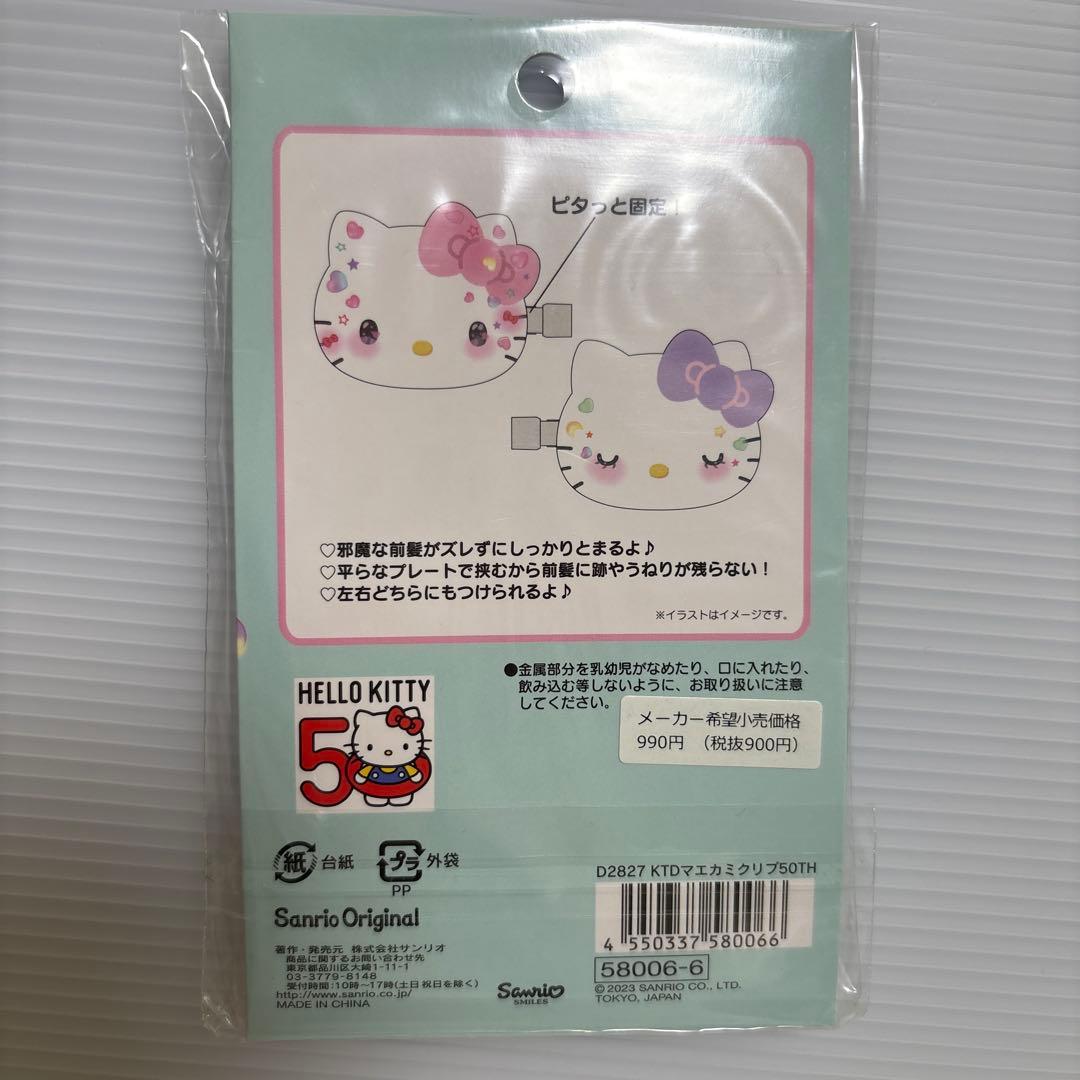 ピタっと固定！
♡邪魔な前髪がズレずにしっかりとまるよ♪
♡平らなプレートで挟むから前髪に跡やうねりが残らない！
♡左右どちらにもつけられるよ♪
※イラストはイメージです。
●金属部分を乳幼児がなめたり、口に入れたり、
飲み込む等しないように、お取り扱いに注意
してください。
メーカー希望小売価格
990円 （税抜900円）
HELLO KITTY
50
紙 台紙
プラ 外袋
PP
D2827 KTDマエカミクリブ50TH
4 550337 580066
58006-6
© 2023 SANRIO CO., LTD.
TOKYO, JAPAN
Sanrio Original
著作・発売元 株式会社サンリオ
商品に関するお問い合わせ先
東京都品川区大崎1-11-1
03-3779-8148
受付時間：10時～17時（土日祝日を除く）
http://www.sanrio.co.jp/
MADE IN CHINA
Sanrio
SMILES